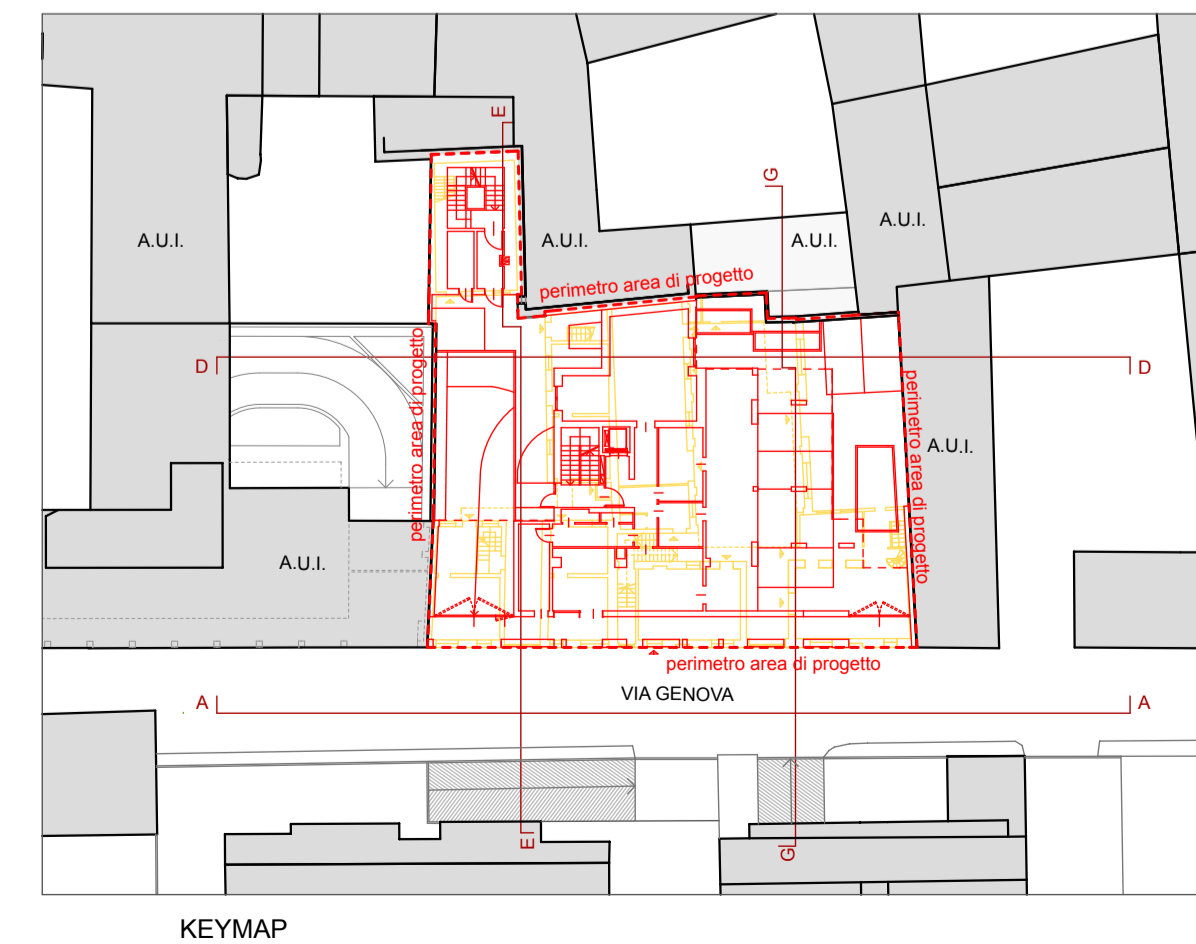 E
G
A.U.I.
A.U.I.
A.U.I.
A.U.I.
perimetro area di progetto
perimetro area di progetto
perimetro area di progetto
D
D
A.U.I.
A.U.I.
perimetro area di progetto
VIA GENOVA
A
A
E
G
KEYMAP